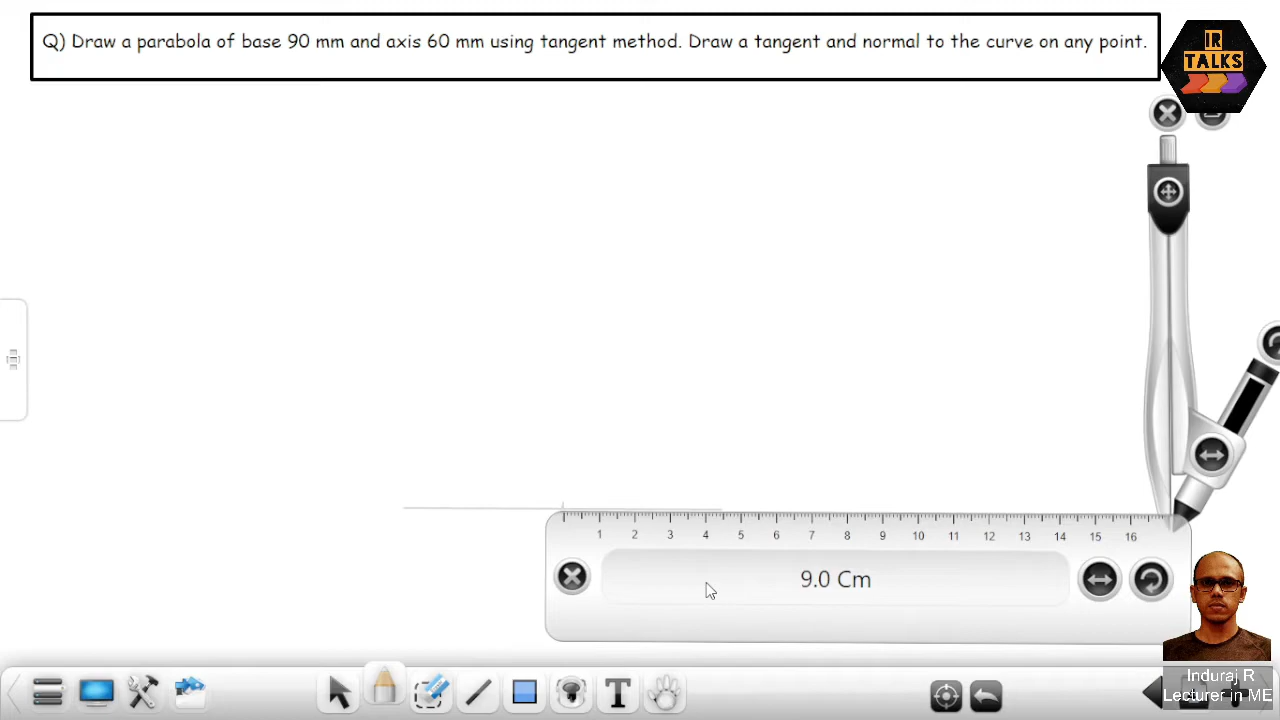 Q) Draw a parabola of base 90 mm and axis 60 mm using tangent method. Draw a tangent and normal to the curve on any point.
IR
TALKS
1 2 3 4 5 6 7 8 9 10 11 12 13 14 15 16
9.0 Cm
T
Induraj R
Lecturer in ME